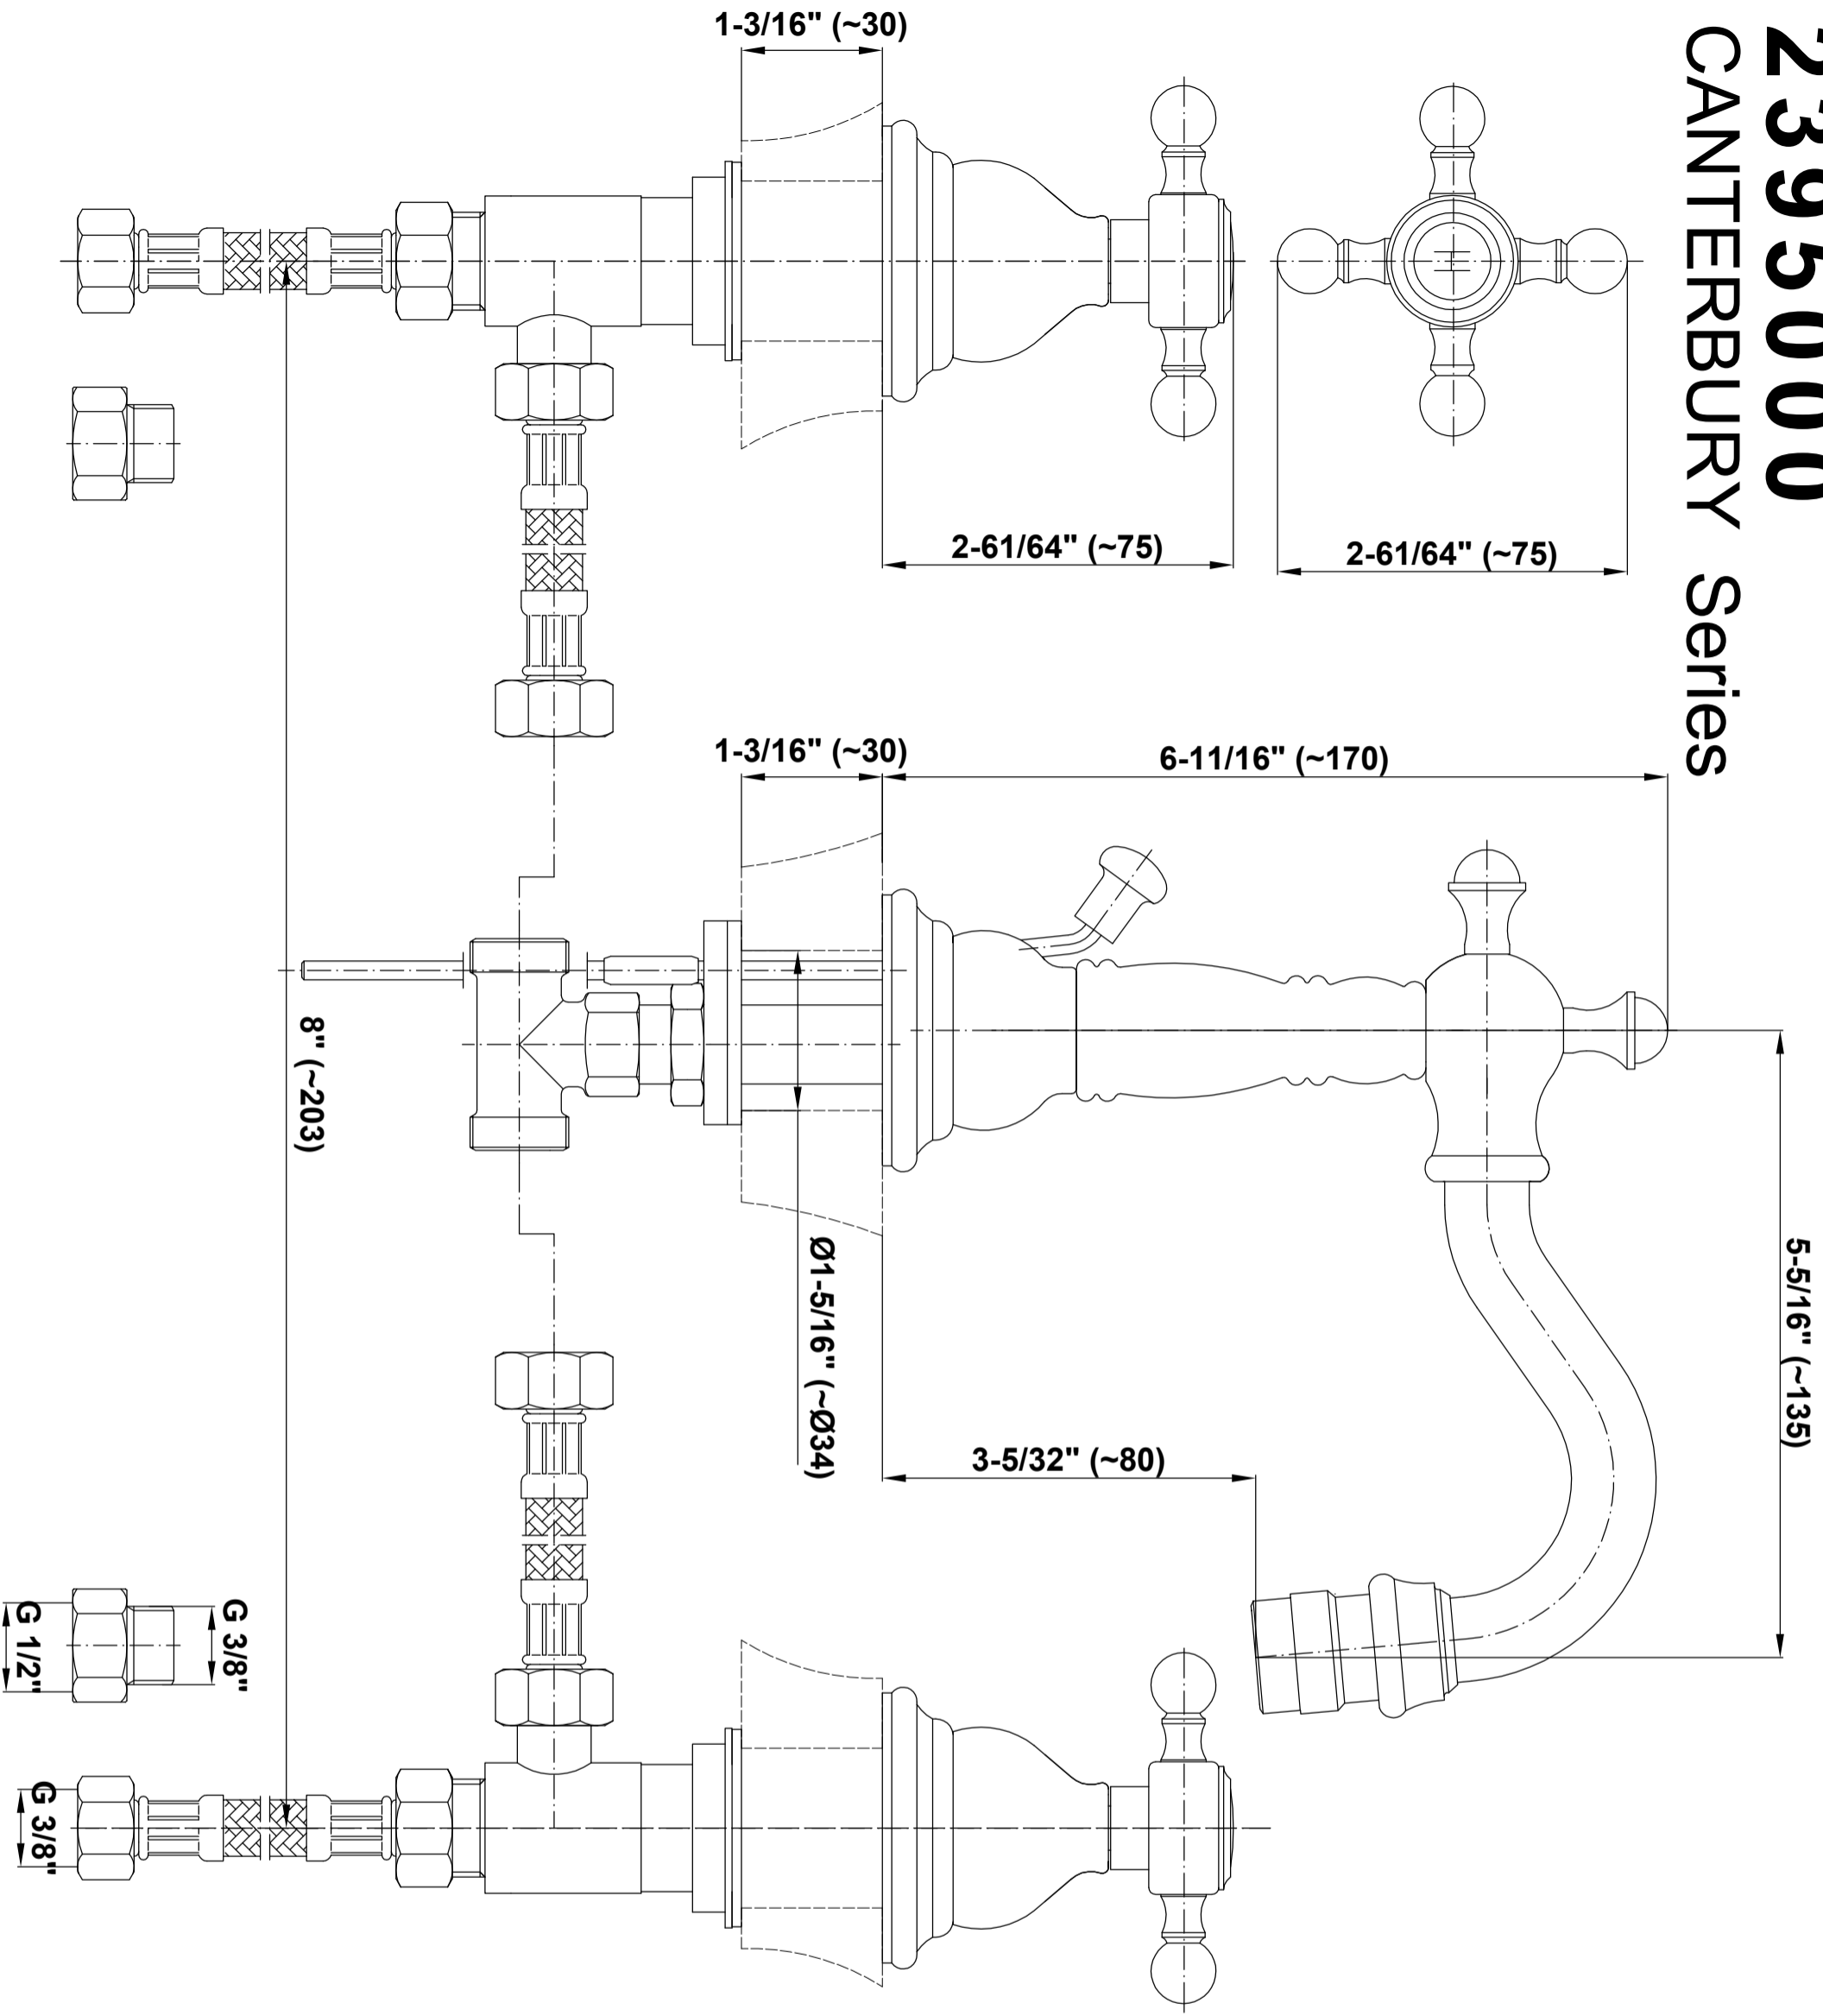 2395000
CANTERBURY Series
2-61/64" (~75)
2-61/64" (~75)
1-3/16" (~30)
5-5/16" (~135)
6-11/16" (~170)
1-3/16" (~30)
3-5/32" (~80)
Ø1-5/16" (~Ø34)
8" (~203)
G 3/8"
G 1/2"
G 3/8"